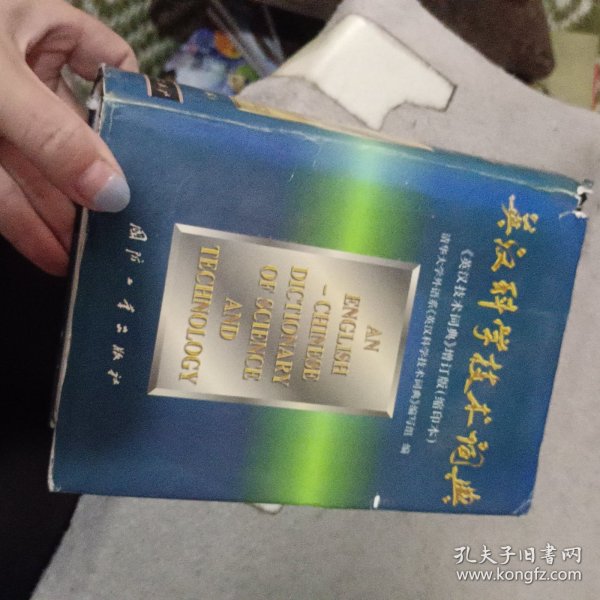 英汉科学技术词典
《英汉技术词典》增订版(缩印本)
清华大学外语系《英汉科学技术词典》编写组 编
AN
ENGLISH
-CHINESE
DICTIONARY
OF SCIENCE
AND
TECHNOLOGY
国防工业出版社
孔夫子旧书网
www.kongfz.com